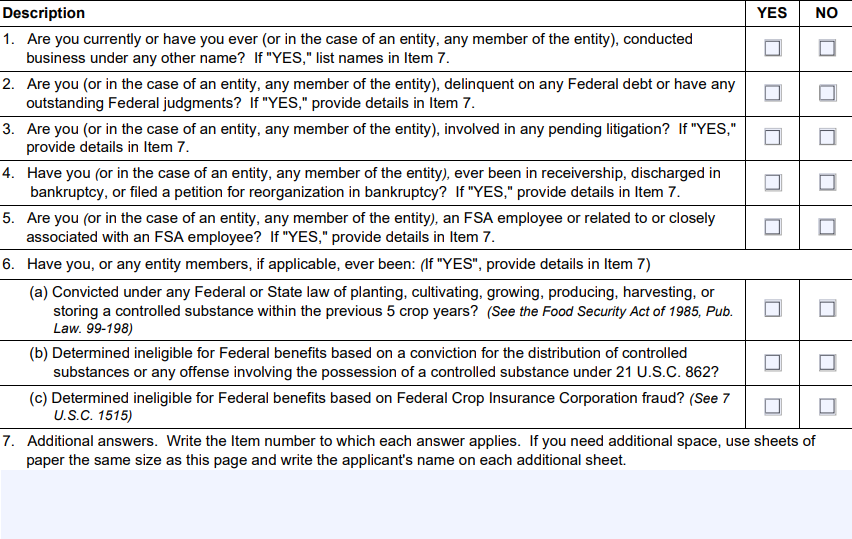 Description YES NO
1. Are you currently or have you ever (or in the case of an entity, any member of the entity), conducted
business under any other name? If "YES," list names in Item 7.
2. Are you (or in the case of an entity, any member of the entity), delinquent on any Federal debt or have any
outstanding Federal judgments? If "YES," provide details in Item 7.
3. Are you (or in the case of an entity, any member of the entity), involved in any pending litigation? If "YES,"
provide details in Item 7.
4. Have you (or in the case of an entity, any member of the entity), ever been in receivership, discharged in
bankruptcy, or filed a petition for reorganization in bankruptcy? If "YES," provide details in Item 7.
5. Are you (or in the case of an entity, any member of the entity), an FSA employee or related to or closely
associated with an FSA employee? If "YES," provide details in Item 7.
6. Have you, or any entity members, if applicable, ever been: (If "YES", provide details in Item 7)
(a) Convicted under any Federal or State law of planting, cultivating, growing, producing, harvesting, or
storing a controlled substance within the previous 5 crop years? (See the Food Security Act of 1985, Pub.
Law. 99-198)
(b) Determined ineligible for Federal benefits based on a conviction for the distribution of controlled
substances or any offense involving the possession of a controlled substance under 21 U.S.C. 862?
(c) Determined ineligible for Federal benefits based on Federal Crop Insurance Corporation fraud? (See 7
U.S.C. 1515)
7. Additional answers. Write the Item number to which each answer applies. If you need additional space, use sheets of
paper the same size as this page and write the applicant's name on each additional sheet.